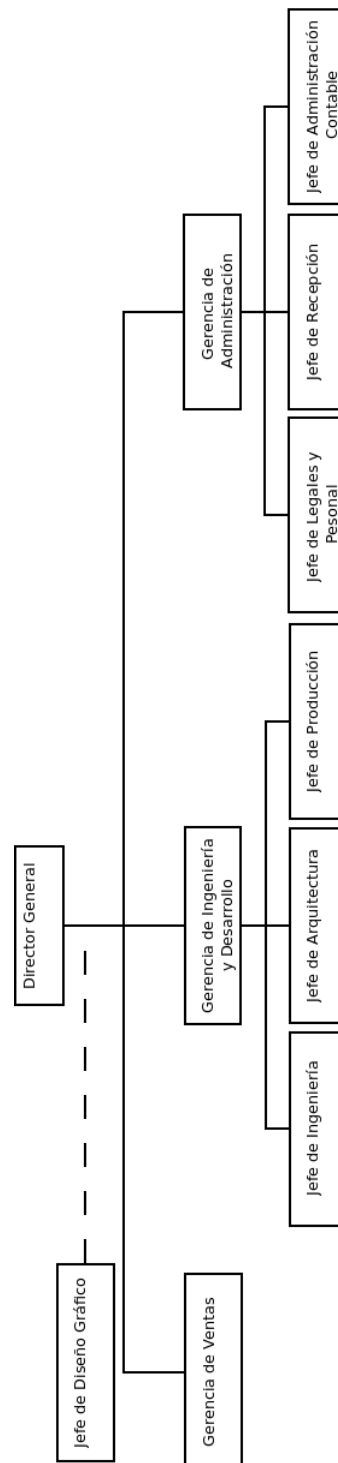 Director General
Jefe de Diseño Gráfico
Gerencia de Ventas
Gerencia de Ingeniería
y Desarrollo
Gerencia de
Administración
Jefe de Ingeniería
Jefe de Arquitectura
Jefe de Producción
Jefe de Legales y
Pesonal
Jefe de Recepción
Jefe de Administración
Contable